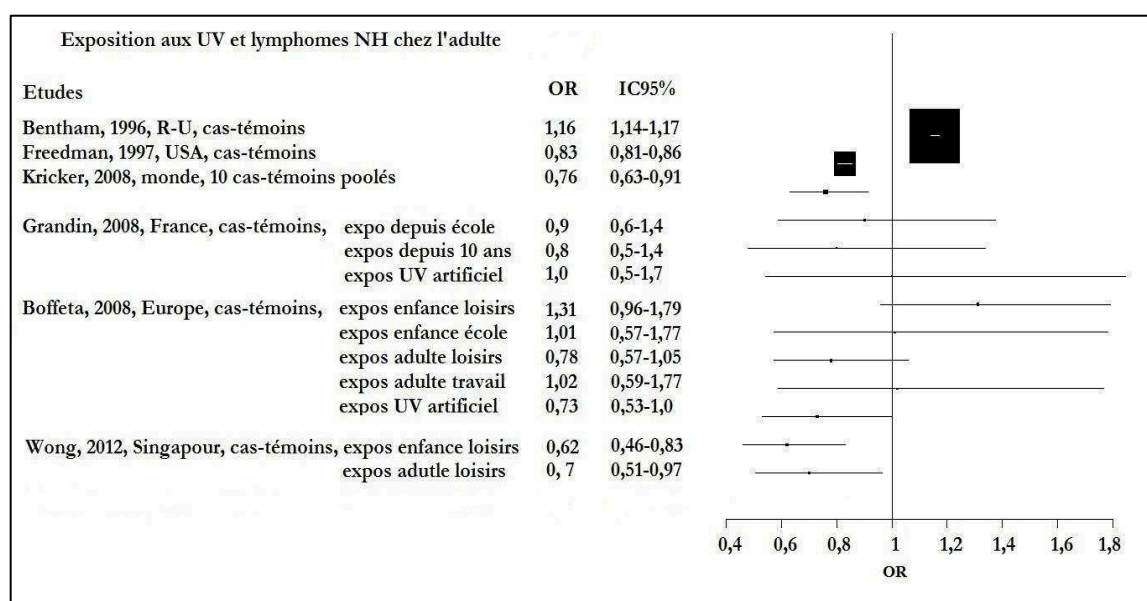 Exposition aux UV et lymphomes NH chez l'adulte
Etudes OR IC95%
Bentham, 1996, R-U, cas-témoins 1,16 1,14-1,17
Freedman, 1997, USA, cas-témoins 0,83 0,81-0,86
Kricker, 2008, monde, 10 cas-témoins poolés 0,76 0,63-0,91
Grandin, 2008, France, cas-témoins, expo depuis école 0,9 0,6-1,4
expos depuis 10 ans 0,8 0,5-1,4
expos UV artificiel 1,0 0,5-1,7
Boffeta, 2008, Europe, cas-témoins, expos enfance loisirs 1,31 0,96-1,79
expos enfance école 1,01 0,57-1,77
expos adulte loisirs 0,78 0,57-1,05
expos adulte travail 1,02 0,59-1,77
expos UV artificiel 0,73 0,53-1,0
Wong, 2012, Singapour, cas-témoins, expos enfance loisirs 0,62 0,46-0,83
expos adutle loisirs 0, 7 0,51-0,97
0,4 0,6 0,8 1 1,2 1,4 1,6 1,8
OR